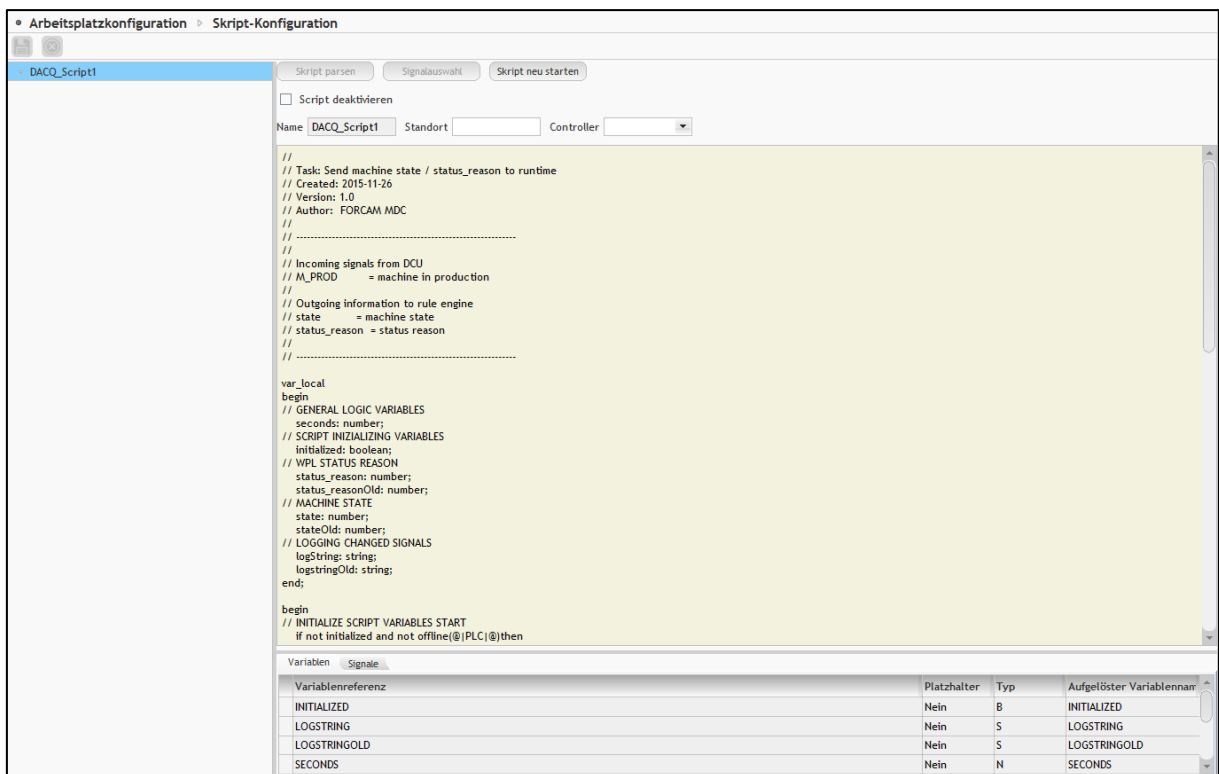 Arbeitsplatzkonfiguration Skript-Konfiguration
DACQ_Script1
Skript parsen Signalauswahl Skript neu starten
Script deaktivieren
Name DACQ_Script1 Standort Controller
//
// Task: Send machine state / status_reason to runtime
// Created: 2015-11-26
// Version: 1.0
// Author: FORCAM MDC
//
// --------------------------------------------------------------
//
// Incoming signals from DCU
// M_PROD = machine in production
//
// Outgoing information to rule engine
// state = machine state
// status_reason = status reason
//
// --------------------------------------------------------------
var_local
begin
// GENERAL LOGIC VARIABLES
seconds: number;
// SCRIPT INIZIALIZING VARIABLES
initialized: boolean;
// WPL STATUS REASON
status_reason: number;
status_reasonOld: number;
// MACHINE STATE
state: number;
stateOld: number;
// LOGGING CHANGED SIGNALS
logString: string;
logstringOld: string;
end;
begin
// INITIALIZE SCRIPT VARIABLES START
if not initialized and not offline(@|PLC|@)then
Variablen Signale
Variablenreferenz Platzhalter Typ Aufgelöster Variablennam
INITIALIZED Nein B INITIALIZED
LOGSTRING Nein S LOGSTRING
LOGSTRINGOLD Nein S LOGSTRINGOLD
SECONDS Nein N SECONDS